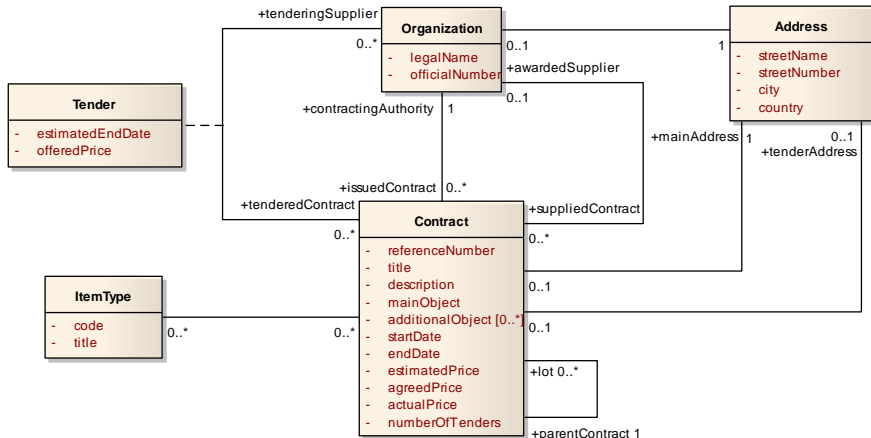 +tenderingSupplier
0..*
Organization
- legalName
- officialNumber
0..1
1
Address
- streetName
- streetNumber
- city
- country
+awardedSupplier
0..1
Tender
- estimatedEndDate
- offeredPrice
+contractingAuthority
1
+mainAddress
1
0..1
+tenderAddress
+issuedContract
0..*
+tenderedContract
0..*
+suppliedContract
0..*
Contract
- referenceNumber
- title
- description
- mainObject
- additionalObject [0..*]
- startDate
- endDate
- estimatedPrice
- agreedPrice
- actualPrice
- numberOfTenders
0..1
0..1
ItemType
- code
- title
0..*
0..*
+lot 0..*
+parentContract 1